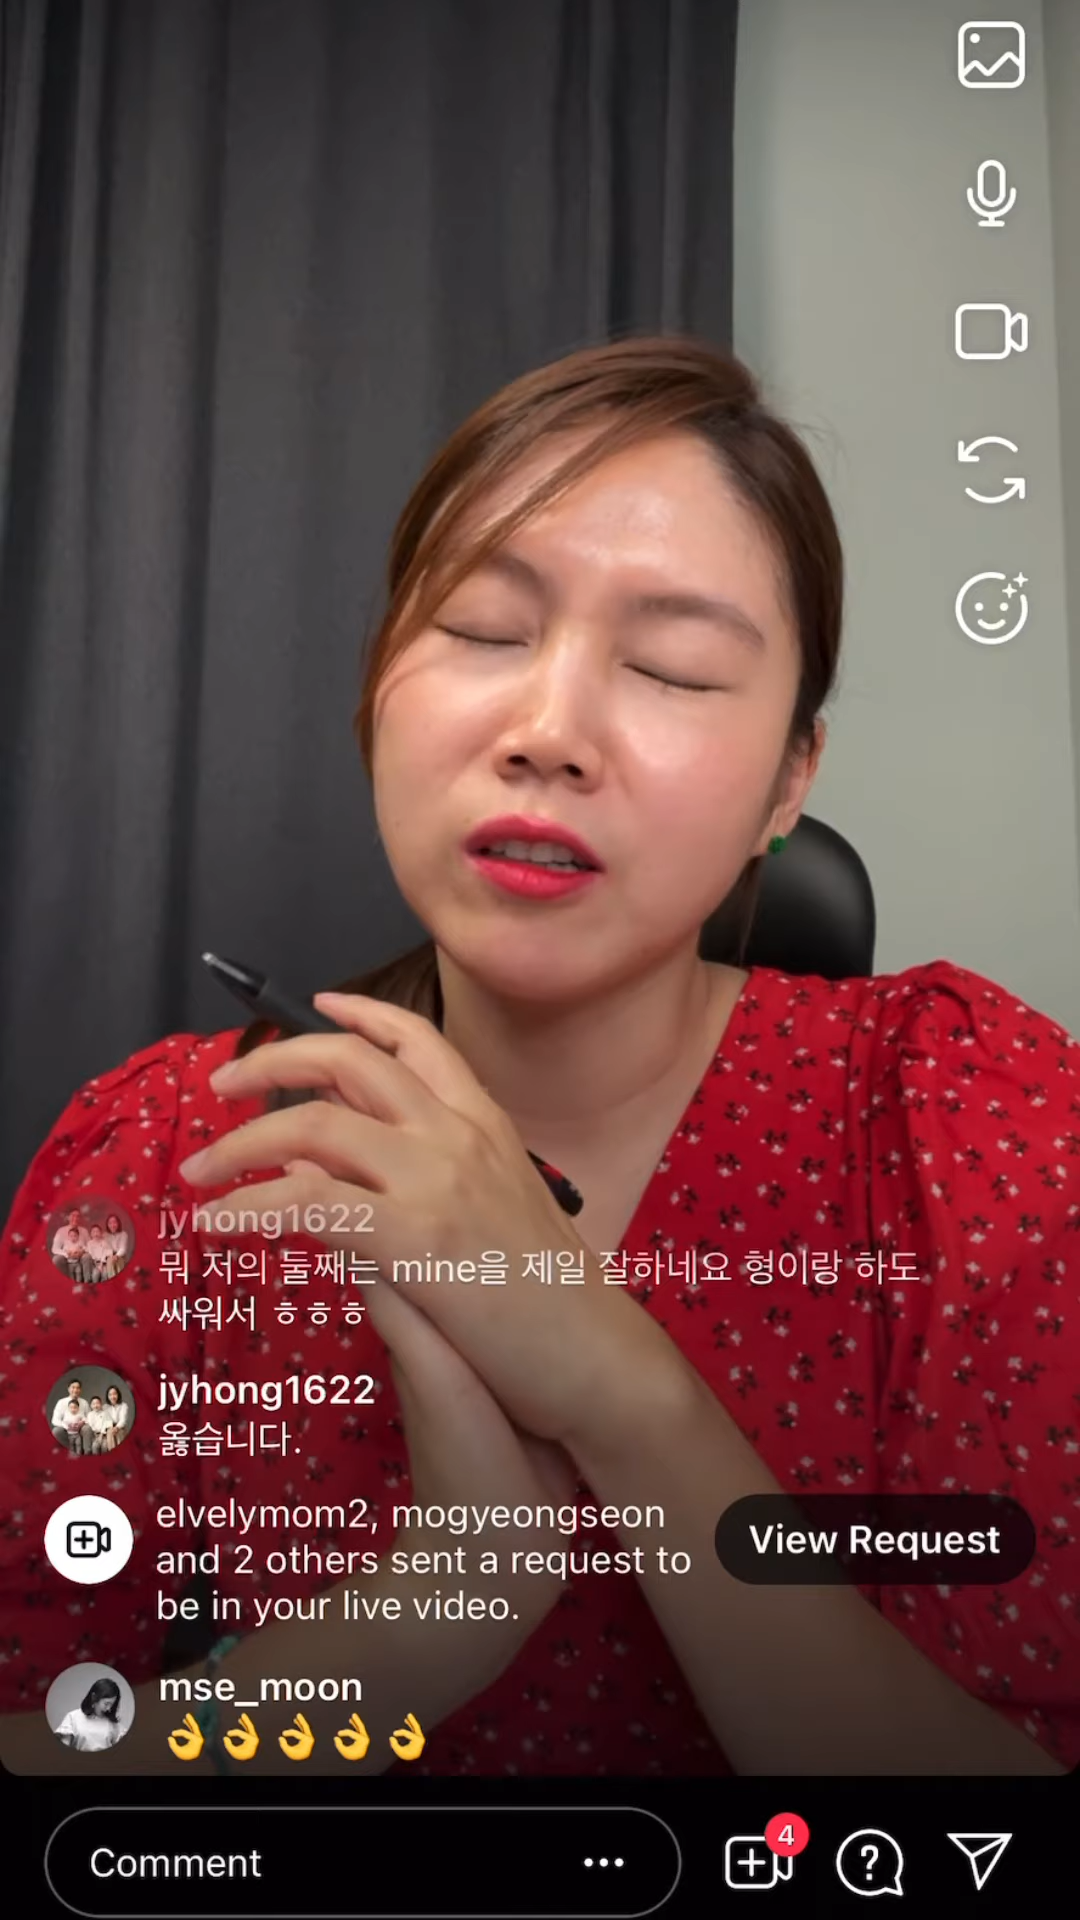 jyhong1622
뭐 저의 둘째는 mine을 제일 잘하네요 형이랑 하도
싸워서 ㅎㅎㅎ
jyhong1622
옳습니다.
elvelymom2, mogyeongseon
and 2 others sent a request to
be in your live video.
View Request
mse_moon
👌👌👌👌👌
Comment
4